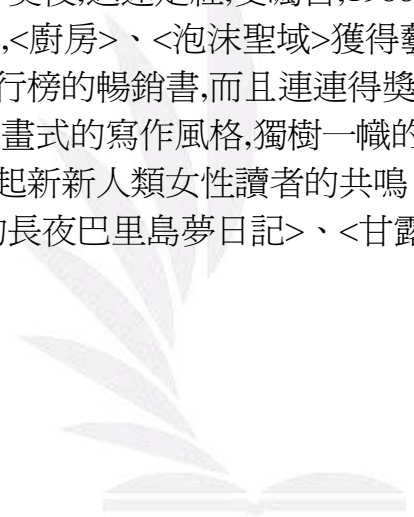 ,<廚房>、<泡沫聖域>獲得藝
行榜的暢銷書,而且連連得獎
畫式的寫作風格,獨樹一幟的
起新新人類女性讀者的共鳴
的長夜巴里島夢日記>、<甘露